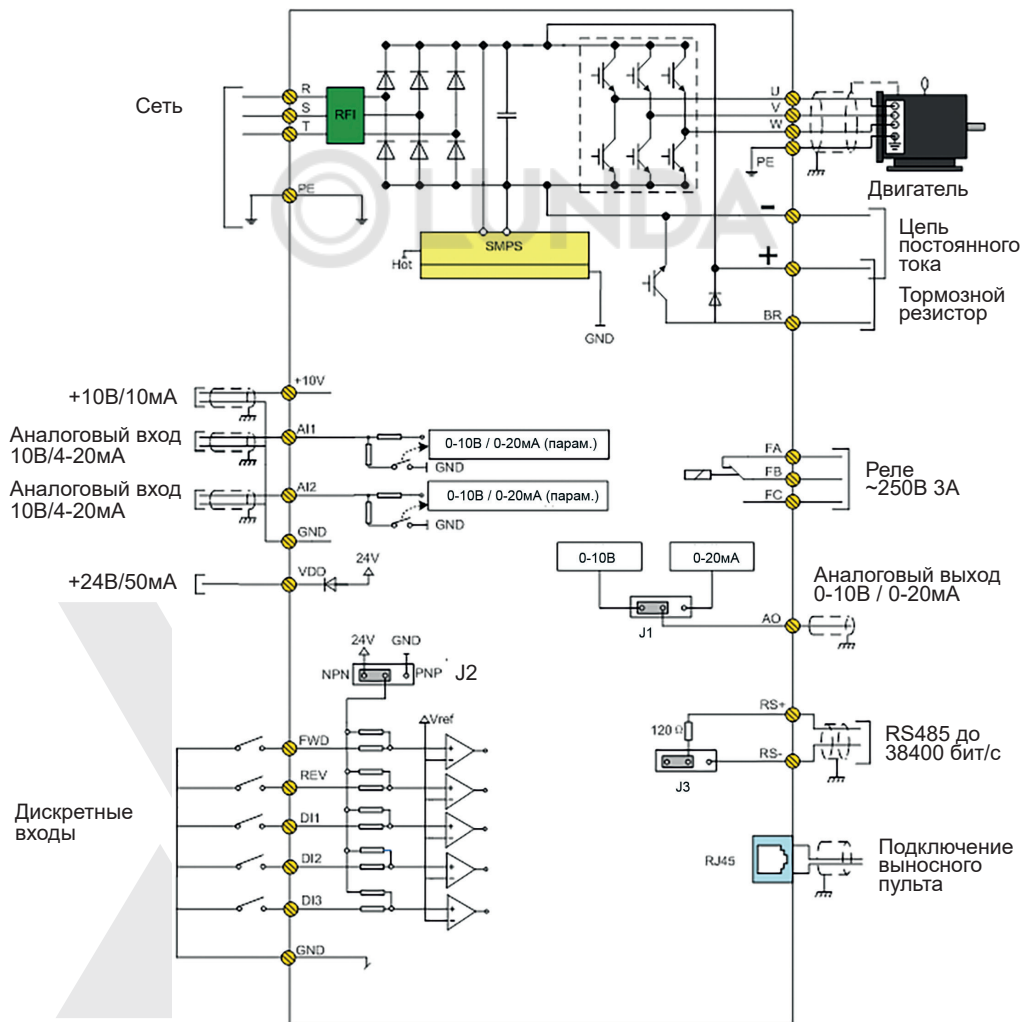 Сеть
R
S
T
RFI
PE
U
V
W
PE
Двигатель
LUNDA
SMPS
Hot
GND
-
+
BR
Цепь
постоянного
тока
Тормозной
резистор
+10В/10мА
+10V
Аналоговый вход
10В/4-20мА
AI1
0-10В / 0-20мА (парам.)
GND
Аналоговый вход
10В/4-20мА
AI2
0-10В / 0-20мА (парам.)
GND
GND
+24В/50мА
VDD
24V
FA
FB
FC
Реле
~250В 3А
0-10В
0-20мА
J1
AO
Аналоговый выход
0-10В / 0-20мА
24V
GND
NPN
PNP
J2
Vref
FWD
REV
DI1
DI2
DI3
GND
Дискретные
входы
RS+
120 Ω
RS-
J3
RS485 до
38400 бит/с
RJ45
Подключение
выносного
пульта